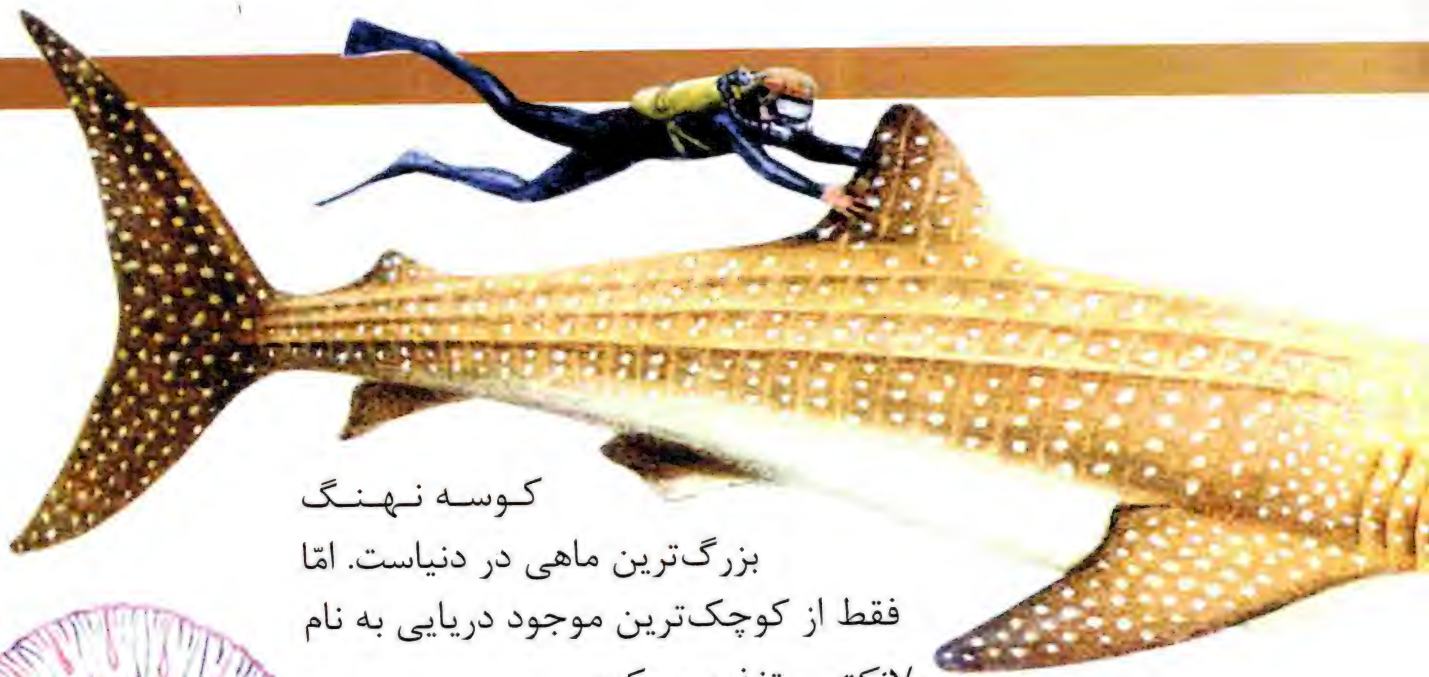 کوسه نهنگ
بزرگ‌ترین ماهی در دنیاست. امّا
فقط از کوچک‌ترین موجود دریایی به نام